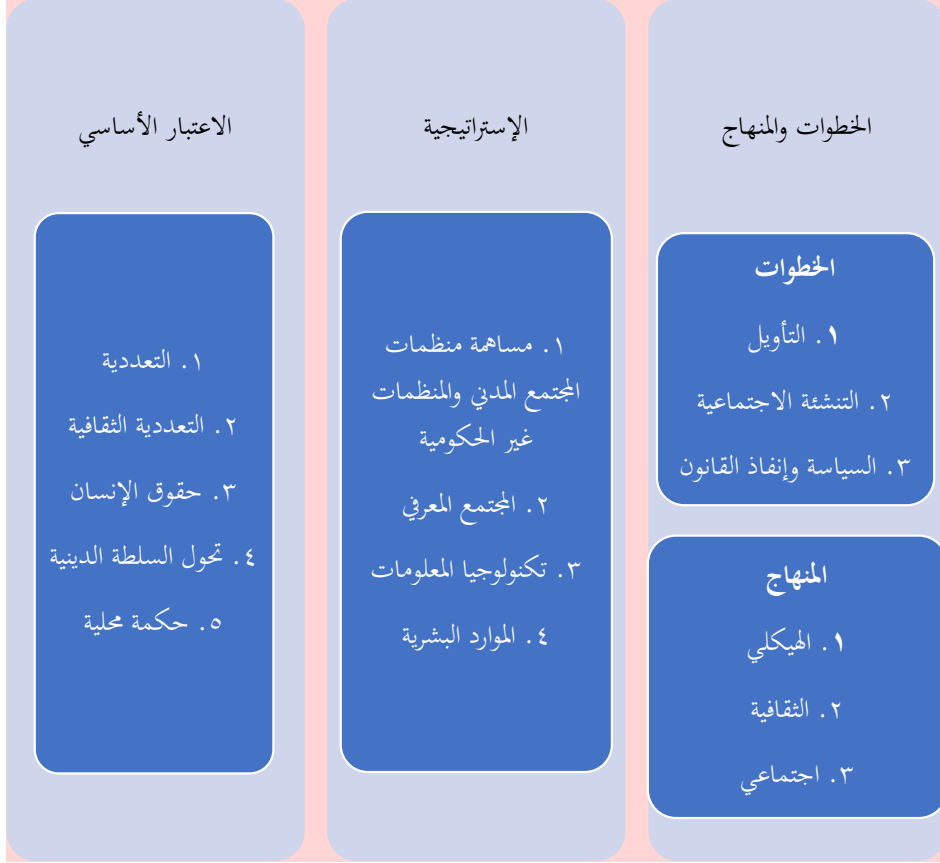 الخطوات والمنهاج
الخطوات
١. التأويل
٢. التنشئة الاجتماعية
٣. السياسة وإنفاذ القانون
المنهاج
١. الهيكلي
٢. الثقافية
٣. اجتماعي
الإستراتيجية
١. مساهمة منظمات
المجتمع المدني والمنظمات
غير الحكومية
٢. المجتمع المعرفي
٣. تكنولوجيا المعلومات
٤. الموارد البشرية
الاعتبار الأساسي
١. التعددية
٢. التعددية الثقافية
٣. حقوق الإنسان
٤. تحول السلطة الدينية
٥. حكمة محلية